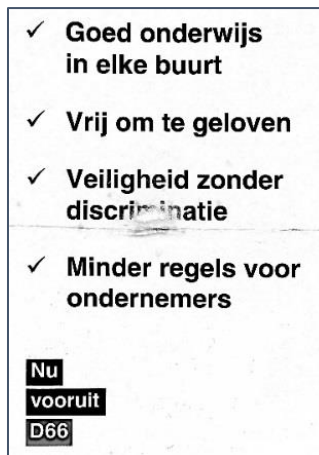 ✓ Goed onderwijs
in elke buurt
✓ Vrij om te geloven
✓ Veiligheid zonder
discriminatie
✓ Minder regels voor
ondernemers
Nu
vooruit
D66